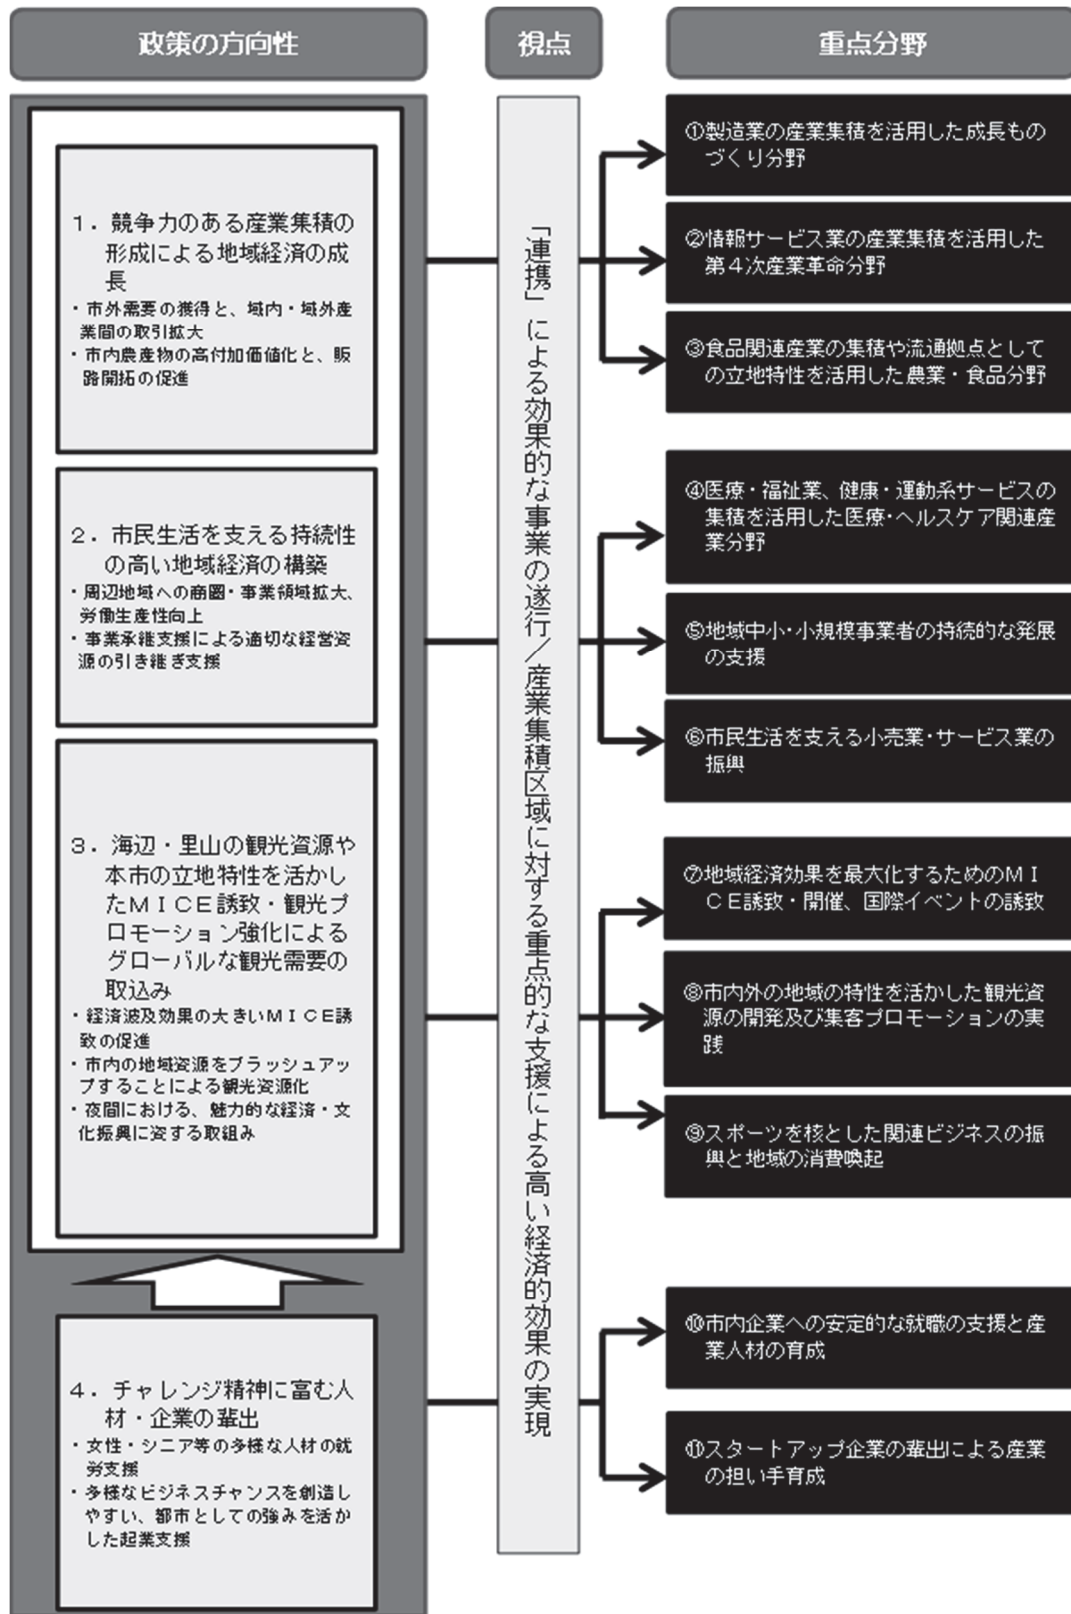 政策の方向性
視点
重点分野
１．競争力のある産業集積の
形成による地域経済の成
長
・市外需要の獲得と、域内・域外産
業間の取引拡大
・市内農産物の高付加価値化と、販
路開拓の促進
２．市民生活を支える持続性
の高い地域経済の構築
・周辺地域への商圏・事業領域拡大、
労働生産性向上
・事業承継支援による適切な経営資
源の引き継ぎ支援
３．海辺・里山の観光資源や
本市の立地特性を活かし
たＭＩＣＥ誘致・観光プ
ロモーション強化による
グローバルな観光需要の
取込み
・経済波及効果の大きいＭＩＣＥ誘
致の促進
・市内の地域資源をブラッシュアッ
プすることによる観光資源化
・夜間における、魅力的な経済・文
化振興に資する取組み
４．チャレンジ精神に富む人
材・企業の輩出
・女性・シニア等の多様な人材の就
労支援
・多様なビジネスチャンスを創造し
やすい、都市としての強みを活か
した起業支援
「連携」による効果的な事業の遂行／産業集積区域に対する重点的な支援による高い経済的効果の実現
①製造業の産業集積を活用した成長もの
づくり分野
②情報サービス業の産業集積を活用した
第４次産業革命分野
③食品関連産業の集積や流通拠点として
の立地特性を活用した農業・食品分野
④医療・福祉業、健康・運動系サービスの
集積を活用した医療・ヘルスケア関連産
業分野
⑤地域中小・小規模事業者の持続的な発展
の支援
⑥市民生活を支える小売業・サービス業の
振興
⑦地域経済効果を最大化するためのＭＩ
ＣＥ誘致・開催、国際イベントの誘致
⑧市内外の地域の特性を活かした観光資
源の開発及び集客プロモーションの実
践
⑨スポーツを核とした関連ビジネスの振
興と地域の消費喚起
⑩市内企業への安定的な就職の支援と産
業人材の育成
⑪スタートアップ企業の輩出による産業
の担い手育成